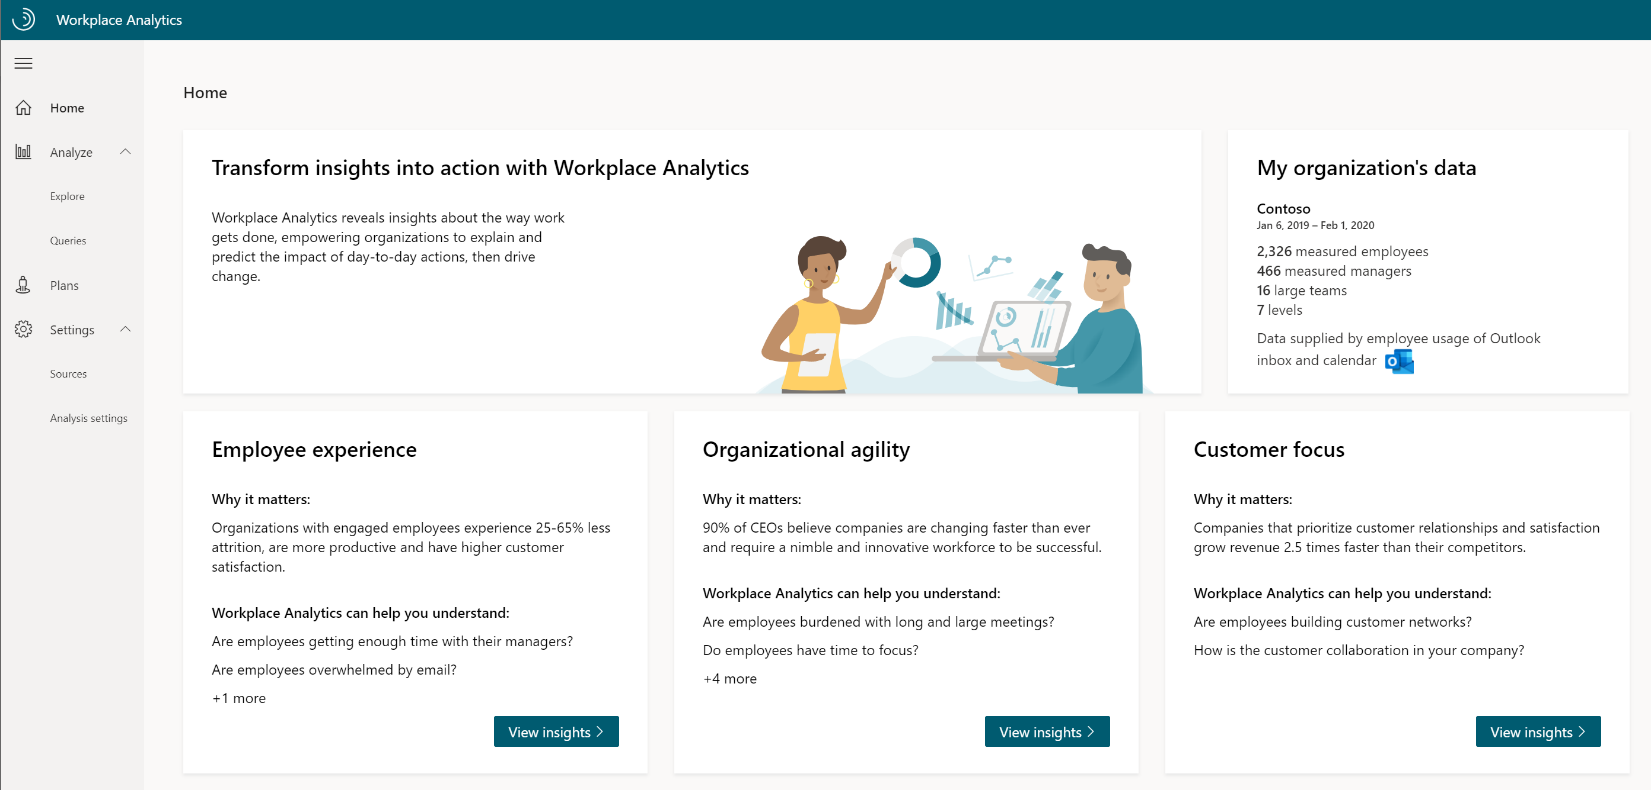 Workplace Analytics
Home
Analyze
Explore
Queries
Plans
Settings
Sources
Analysis settings
Home
Transform insights into action with Workplace Analytics
Workplace Analytics reveals insights about the way work
gets done, empowering organizations to explain and
predict the impact of day-to-day actions, then drive
change.
My organization's data
Contoso
Jan 6, 2019 – Feb 1, 2020
2,326 measured employees
466 measured managers
16 large teams
7 levels
Data supplied by employee usage of Outlook
inbox and calendar
Employee experience
Why it matters:
Organizations with engaged employees experience 25-65% less
attrition, are more productive and have higher customer
satisfaction.
Workplace Analytics can help you understand:
Are employees getting enough time with their managers?
Are employees overwhelmed by email?
+1 more
View insights
Organizational agility
Why it matters:
90% of CEOs believe companies are changing faster than ever
and require a nimble and innovative workforce to be successful.
Workplace Analytics can help you understand:
Are employees burdened with long and large meetings?
Do employees have time to focus?
+4 more
View insights
Customer focus
Why it matters:
Companies that prioritize customer relationships and satisfaction
grow revenue 2.5 times faster than their competitors.
Workplace Analytics can help you understand:
Are employees building customer networks?
How is the customer collaboration in your company?
View insights